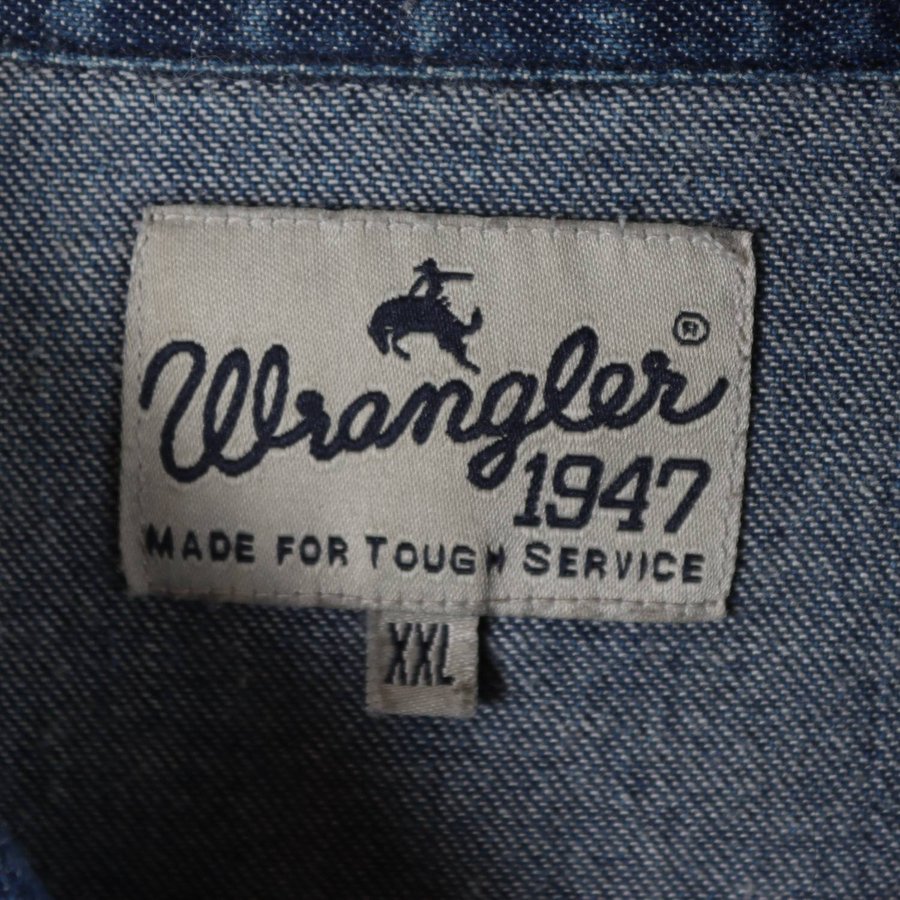 Wrangler®
1947
MADE FOR TOUGH SERVICE
XXL